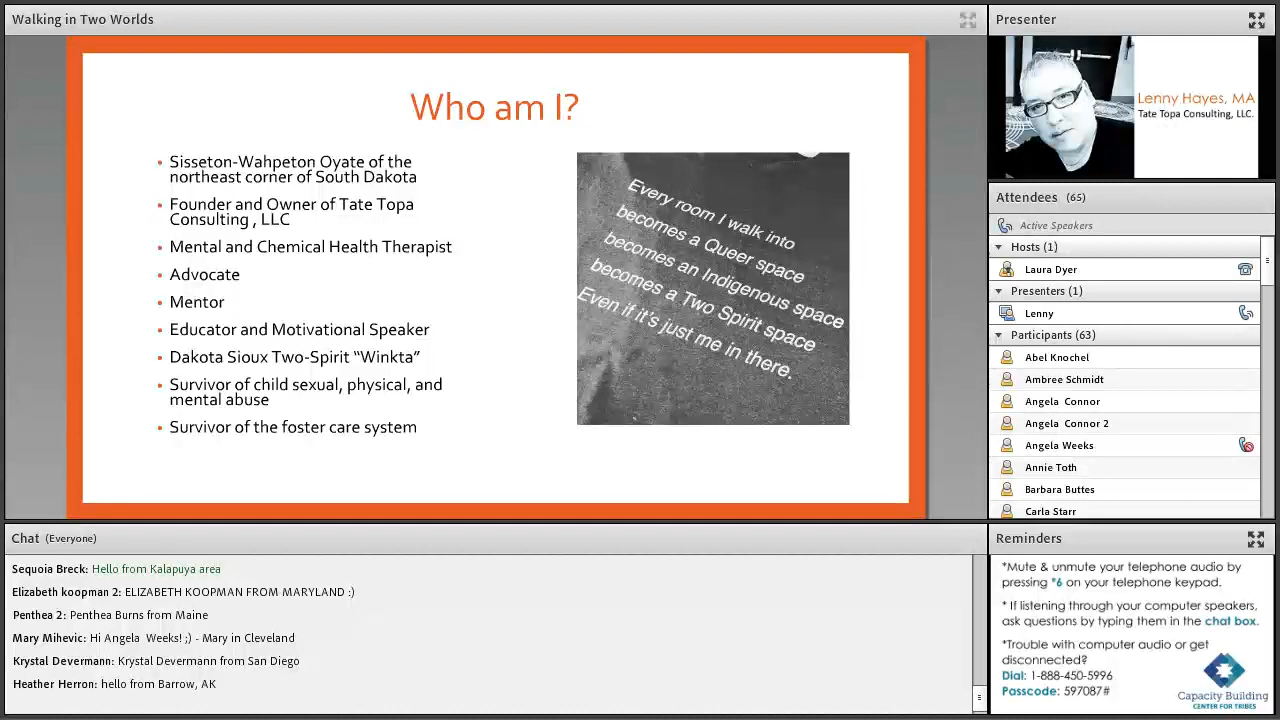 Walking in Two Worlds
Who am I?
• Sisseton-Wahpeton Oyate of the
northeast corner of South Dakota
• Founder and Owner of Tate Topa
Consulting , LLC
• Mental and Chemical Health Therapist
• Advocate
• Mentor
• Educator and Motivational Speaker
• Dakota Sioux Two-Spirit “Winkta”
• Survivor of child sexual, physical, and
mental abuse
• Survivor of the foster care system
Every room I walk into
becomes a Queer space
becomes an Indigenous space
becomes a Two Spirit space
Even if it's just me in there.
Presenter
Lenny Hayes, MA
Tate Topa Consulting, LLC.
Attendees (65)
Active Speakers
Hosts (1)
Laura Dyer
Presenters (1)
Lenny
Participants (63)
Abel Knochel
Ambree Schmidt
Angela Connor
Angela Connor 2
Angela Weeks
Annie Toth
Barbara Buttes
Carla Starr
Chat (Everyone)
Sequoia Breck: Hello from Kalapuya area
Elizabeth koopman 2: ELIZABETH KOOPMAN FROM MARYLAND :)
Penthea 2: Penthea Burns from Maine
Mary Mihevic: Hi Angela Weeks! ;) - Mary in Cleveland
Krystal Devermann: Krystal Devermann from San Diego
Heather Herron: hello from Barrow, AK
Reminders
*Mute & unmute your telephone audio by
pressing *6 on your telephone keypad.
* If listening through your computer speakers,
ask questions by typing them in the chat box.
*Trouble with computer audio or get
disconnected?
Dial: 1-888-450-5996
Passcode: 597087#
Capacity Building
CENTER FOR TRIBES